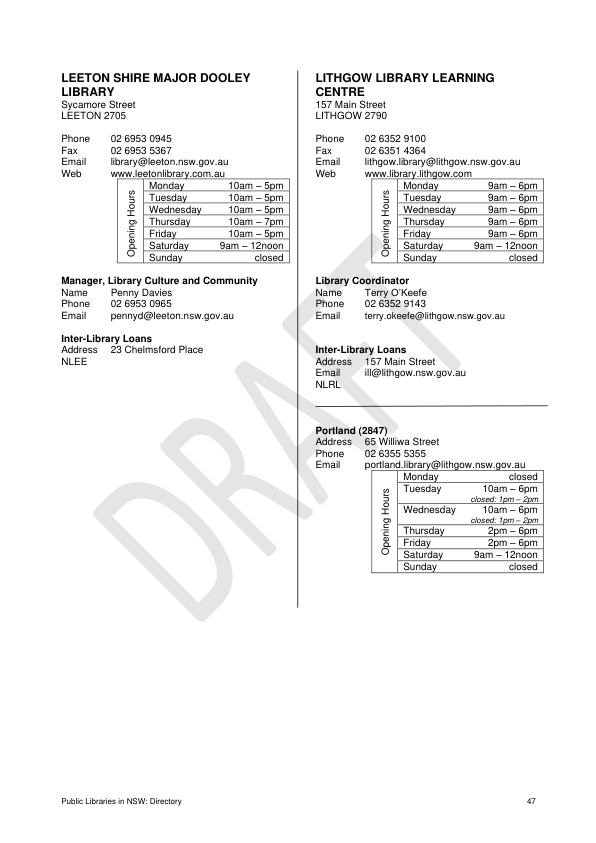 LEETON SHIRE MAJOR DOOLEY
LIBRARY
Sycamore Street
LEETON 2705
Phone 02 6953 0945
Fax 02 6953 5367
Email library@leeton.nsw.gov.au
Web www.leetonlibrary.com.au
Opening Hours
Monday 10am – 5pm
Tuesday 10am – 5pm
Wednesday 10am – 5pm
Thursday 10am – 7pm
Friday 10am – 5pm
Saturday 9am – 12noon
Sunday closed
Manager, Library Culture and Community
Name Penny Davies
Phone 02 6953 0965
Email pennyd@leeton.nsw.gov.au
Inter-Library Loans
Address 23 Chelmsford Place
NLEE
LITHGOW LIBRARY LEARNING
CENTRE
157 Main Street
LITHGOW 2790
Phone 02 6352 9100
Fax 02 6351 4364
Email lithgow.library@lithgow.nsw.gov.au
Web www.library.lithgow.com
Opening Hours
Monday 9am – 6pm
Tuesday 9am – 6pm
Wednesday 9am – 6pm
Thursday 9am – 6pm
Friday 9am – 6pm
Saturday 9am – 12noon
Sunday closed
Library Coordinator
Name Terry O'Keefe
Phone 02 6352 9143
Email terry.okeefe@lithgow.nsw.gov.au
Inter-Library Loans
Address 157 Main Street
Email ill@lithgow.nsw.gov.au
NLRL
Portland (2847)
Address 65 Williwa Street
Phone 02 6355 5355
Email portland.library@lithgow.nsw.gov.au
Opening Hours
Monday closed
Tuesday 10am – 6pm
closed: 1pm – 2pm
Wednesday 10am – 6pm
closed: 1pm – 2pm
Thursday 2pm – 6pm
Friday 2pm – 6pm
Saturday 9am – 12noon
Sunday closed
DRAFT
Public Libraries in NSW: Directory 47